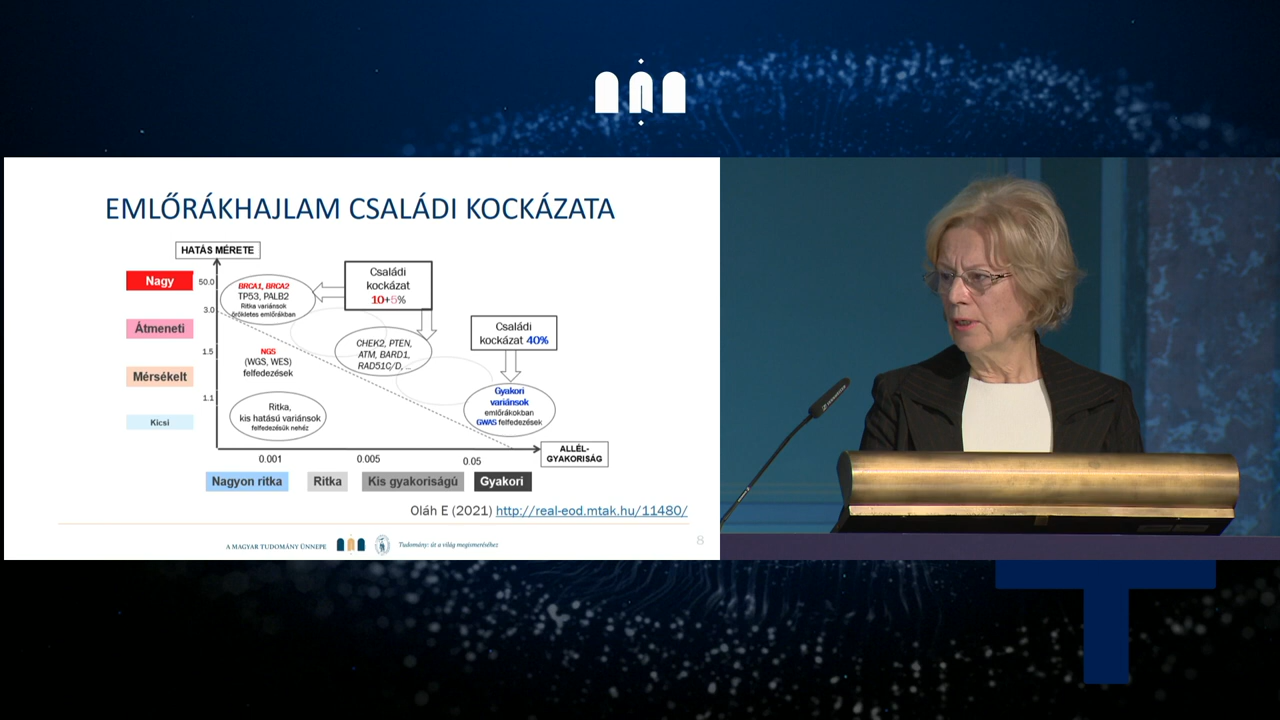 EMLŐRÁKHAJLAM CSALÁDI KOCKÁZATA
HATÁS MÉRETE
Nagy
Átmeneti
Mérsékelt
Kicsi
50.0
3.0
1.5
1.1
BRCA1, BRCA2
TP53, PALB2
Ritka variánsok
örökletes emlőrákban
Családi
kockázat
10+5%
CHEK2, PTEN,
ATM, BARD1,
RAD51C/D, ...
Családi
kockázat 40%
NGS
(WGS, WES)
felfedezések
Ritka,
kis hatású variánsok
felfedezésük nehéz
Gyakori
variánsok
emlőrákokban
GWAS felfedezések
ALLÉL-
GYAKORISÁG
0.001
0.005
0.05
Nagyon ritka
Ritka
Kis gyakoriságú
Gyakori
Oláh E (2021) http://real-eod.mtak.hu/11480/
A MAGYAR TUDOMÁNY ÜNNEPE
Tudomány: út a világ megismeréséhez
8